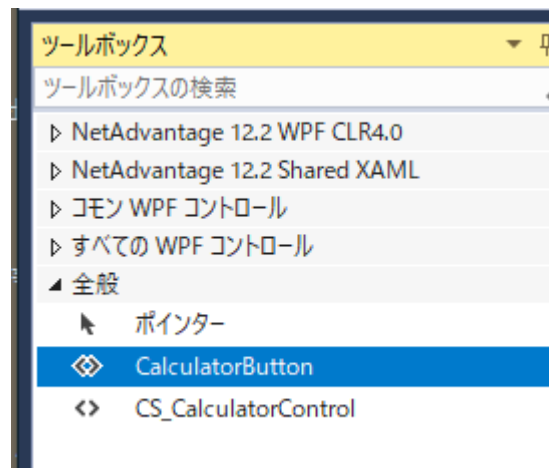 ツールボックス
ツールボックスの検索
NetAdvantage 12.2 WPF CLR4.0
NetAdvantage 12.2 Shared XAML
コモン WPF コントロール
すべての WPF コントロール
全般
ポインター
CalculatorButton
CS_CalculatorControl